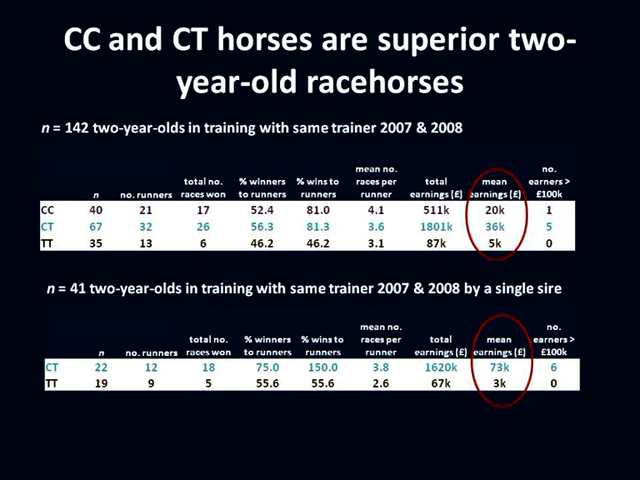 CC and CT horses are superior two-
year-old racehorses
n = 142 two-year-olds in training with same trainer 2007 & 2008
n no. runners total no. races won % winners to runners % wins to runners mean no. races per runner total earnings (£) mean earnings (£) no. earners > £100k
CC 40 21 17 52.4 81.0 4.1 511k 20k 1
CT 67 32 26 56.3 81.3 3.6 1801k 36k 5
TT 35 13 6 46.2 46.2 3.1 87k 5k 0
n = 41 two-year-olds in training with same trainer 2007 & 2008 by a single sire
n no. runners total no. races won % winners to runners % wins to runners mean no. races per runner total earnings (£) mean earnings (£) no. earners > £100k
CT 22 12 18 75.0 150.0 3.8 1620k 73k 6
TT 19 9 5 55.6 55.6 2.6 67k 3k 0